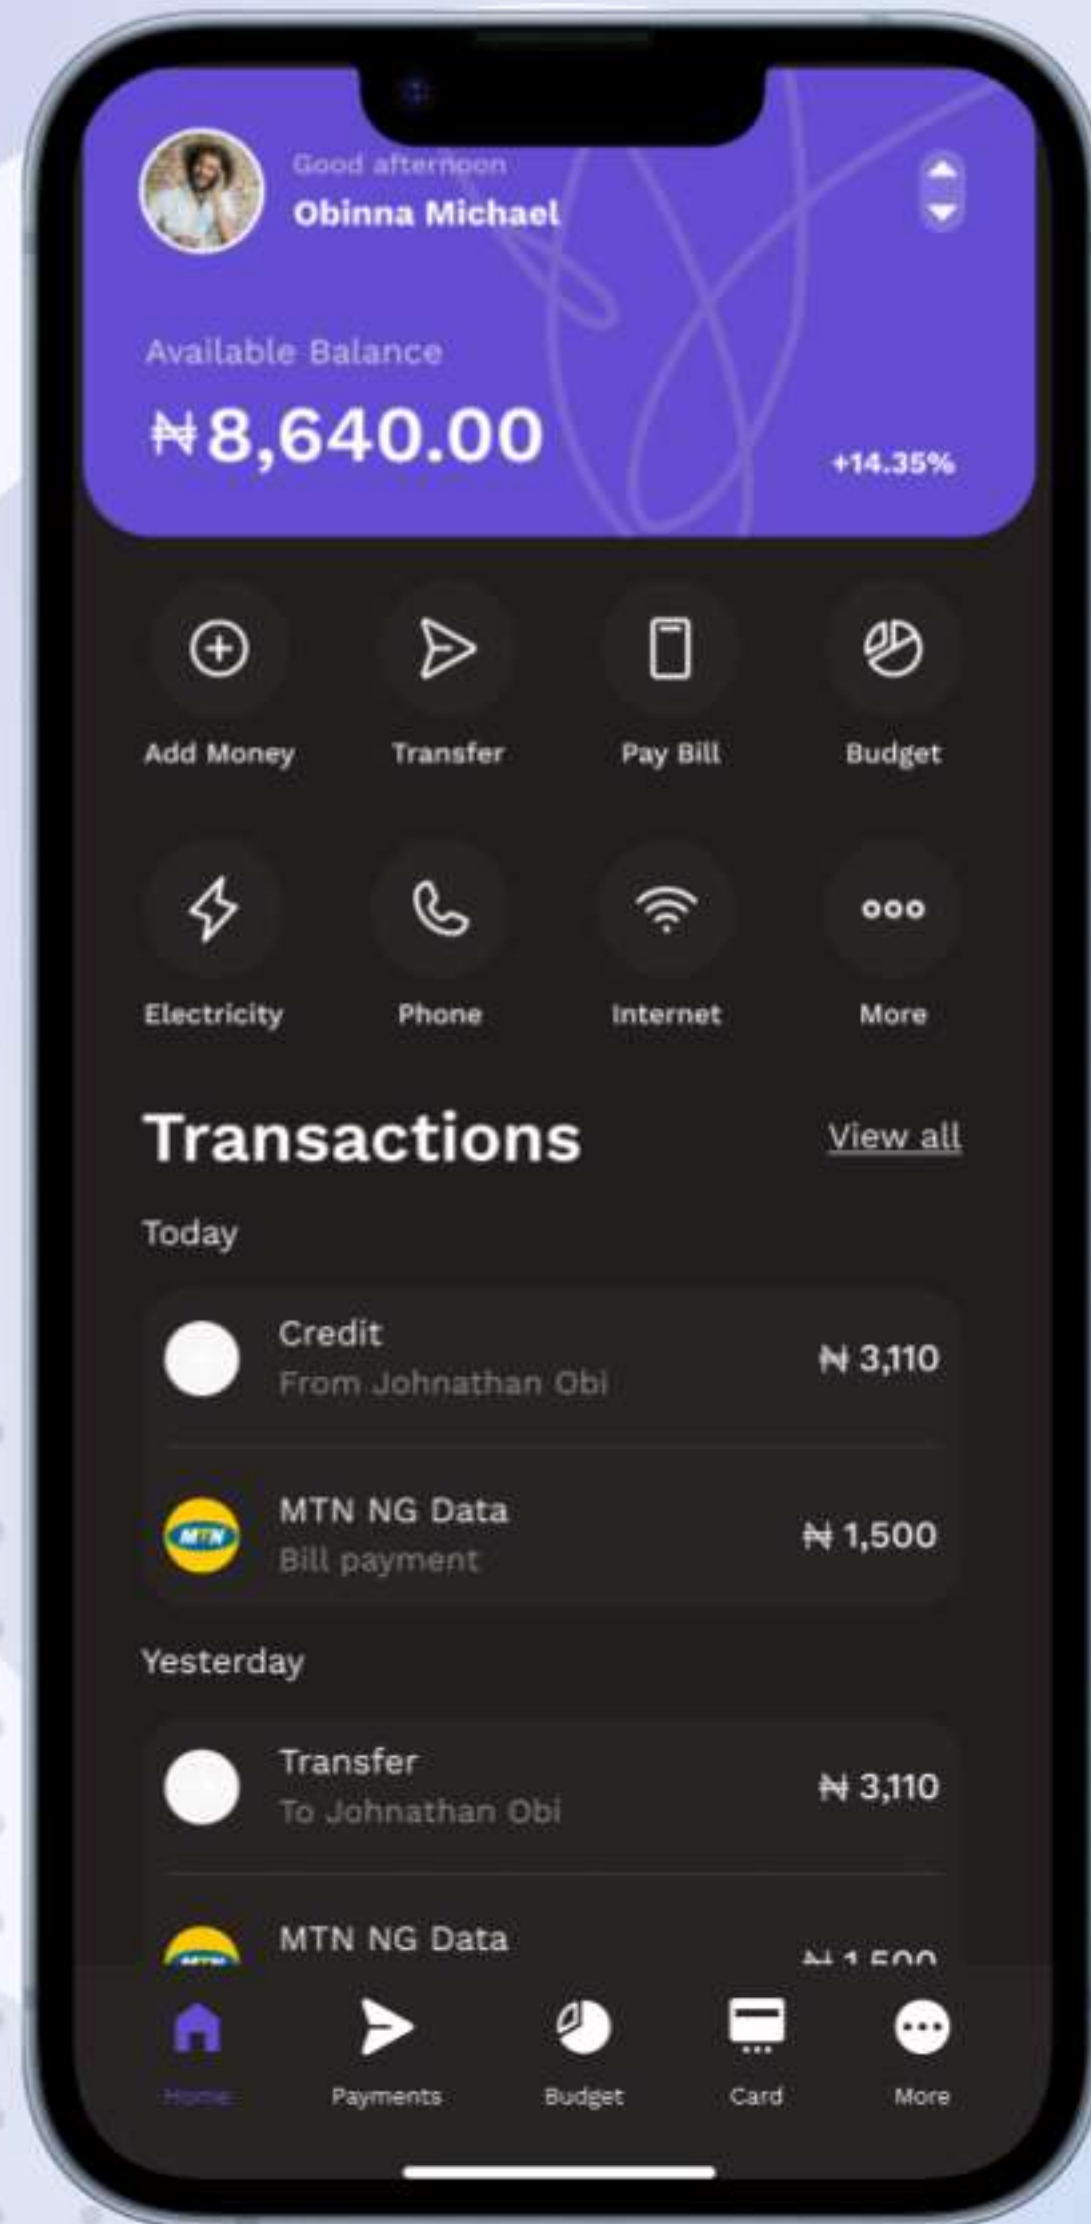 Good afternoon
Obinna Michael
Available Balance
₦8,640.00
+14.35%
Add Money
Transfer
Pay Bill
Budget
Electricity
Phone
Internet
More
Transactions
View all
Today
Credit
₦ 3,110
From Johnathan Obi
MTN
MTN NG Data
₦ 1,500
Bill payment
Yesterday
Transfer
₦ 3,110
To Johnathan Obi
MTN NG Data
₦ 1,500
Home
Payments
Budget
Card
More